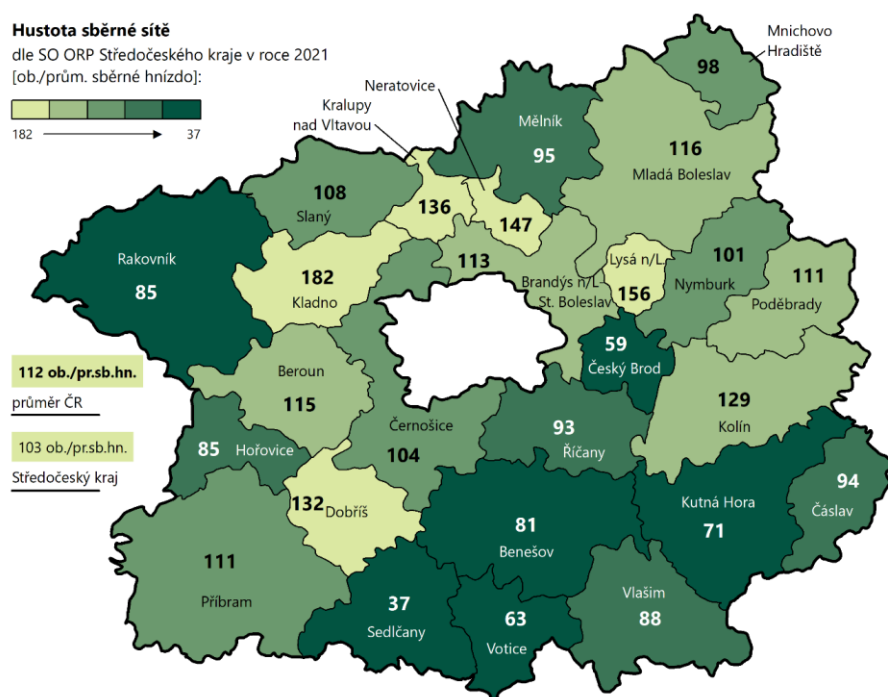 Hustota sběrné sítě
dle SO ORP Středočeského kraje v roce 2021
[ob./prům. sběrné hnízdo]:
182
37
Mnichovo
Hradiště
98
Neratovice
Kralupy
nad Vltavou
Mělník
95
116
Mladá Boleslav
108
Slaný
136
147
Rakovník
85
182
Kladno
113
Brandýs n/L-
St. Boleslav
Lysá n/L.
156
101
Nymburk
111
Poděbrady
59
Český Brod
112 ob./pr.sb.hn.
průměr ČR
Beroun
115
129
Kolín
103 ob./pr.sb.hn.
Středočeský kraj
85
Hořovice
Černošice
104
93
Říčany
132
Dobříš
81
Benešov
Kutná Hora
71
94
Čáslav
111
Příbram
37
Sedlčany
63
Votice
Vlašim
88